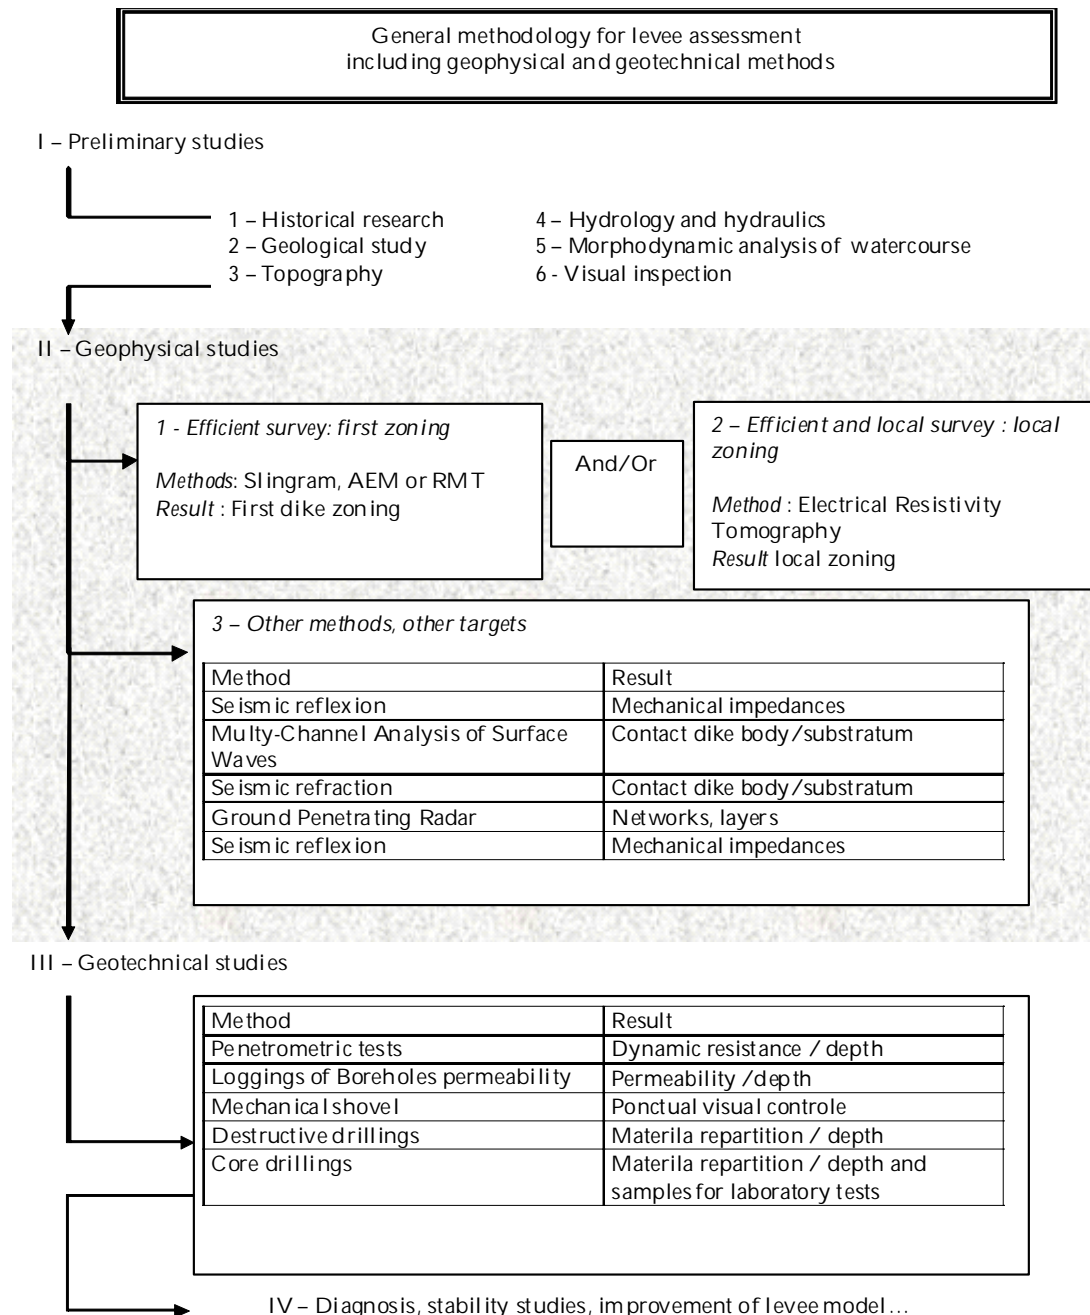 General methodology for levee assessment
including geophysical and geotechnical methods
I – Preliminary studies
1 – Historical research
2 – Geological study
3 – Topography
4 – Hydrology and hydraulics
5 – Morphodynamic analysis of watercourse
6 - Visual inspection
II – Geophysical studies
1 - Efficient survey: first zoning
Methods: Slingram, AEM or RMT
Result : First dike zoning
And/Or
2 – Efficient and local survey : local
zoning
Method : Electrical Resistivity
Tomography
Result local zoning
3 – Other methods, other targets
Method Result
Seismic reflexion Mechanical impedances
Multy-Channel Analysis of Surface Contact dike body/substratum
Waves
Seismic refraction Contact dike body/substratum
Ground Penetrating Radar Networks, layers
Seismic reflexion Mechanical impedances
III – Geotechnical studies
Method Result
Penetrometric tests Dynamic resistance / depth
Loggings of Boreholes permeability Permeability /depth
Mechanical shovel Ponctual visual controle
Destructive drillings Materila repartition / depth
Core drillings Materila repartition / depth and
samples for laboratory tests
IV – Diagnosis, stability studies, improvement of levee model…